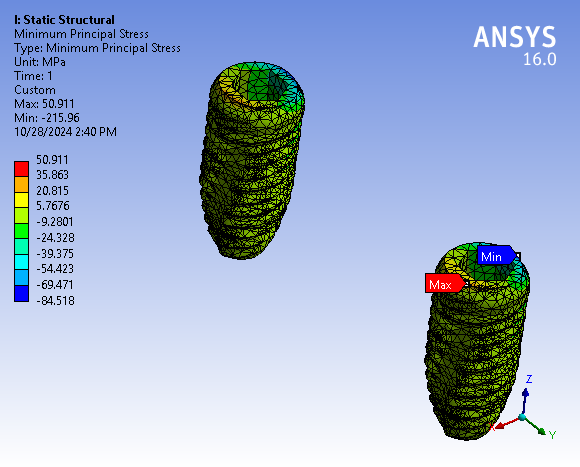 I: Static Structural
Minimum Principal Stress
Type: Minimum Principal Stress
Unit: MPa
Time: 1
Custom
Max: 50.911
Min: -215.96
10/28/2024 2:40 PM
ANSYS
16.0
50.911
35.863
20.815
5.7676
-9.2801
-24.328
-39.375
-54.423
-69.471
-84.518
Min
Max
Z
X
Y